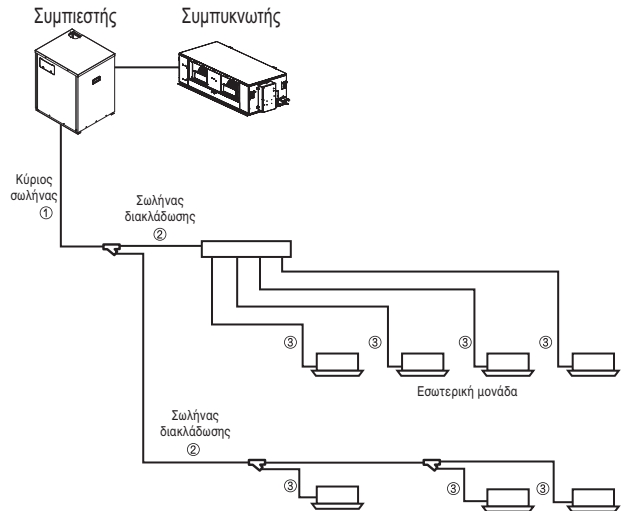 Συμπιεστής
Συμπυκνωτής
Κύριος
σωλήνας
①
Σωλήνας
διακλάδωσης
②
③
③
③
③
Εσωτερική μονάδα
Σωλήνας
διακλάδωσης
②
③
③
③